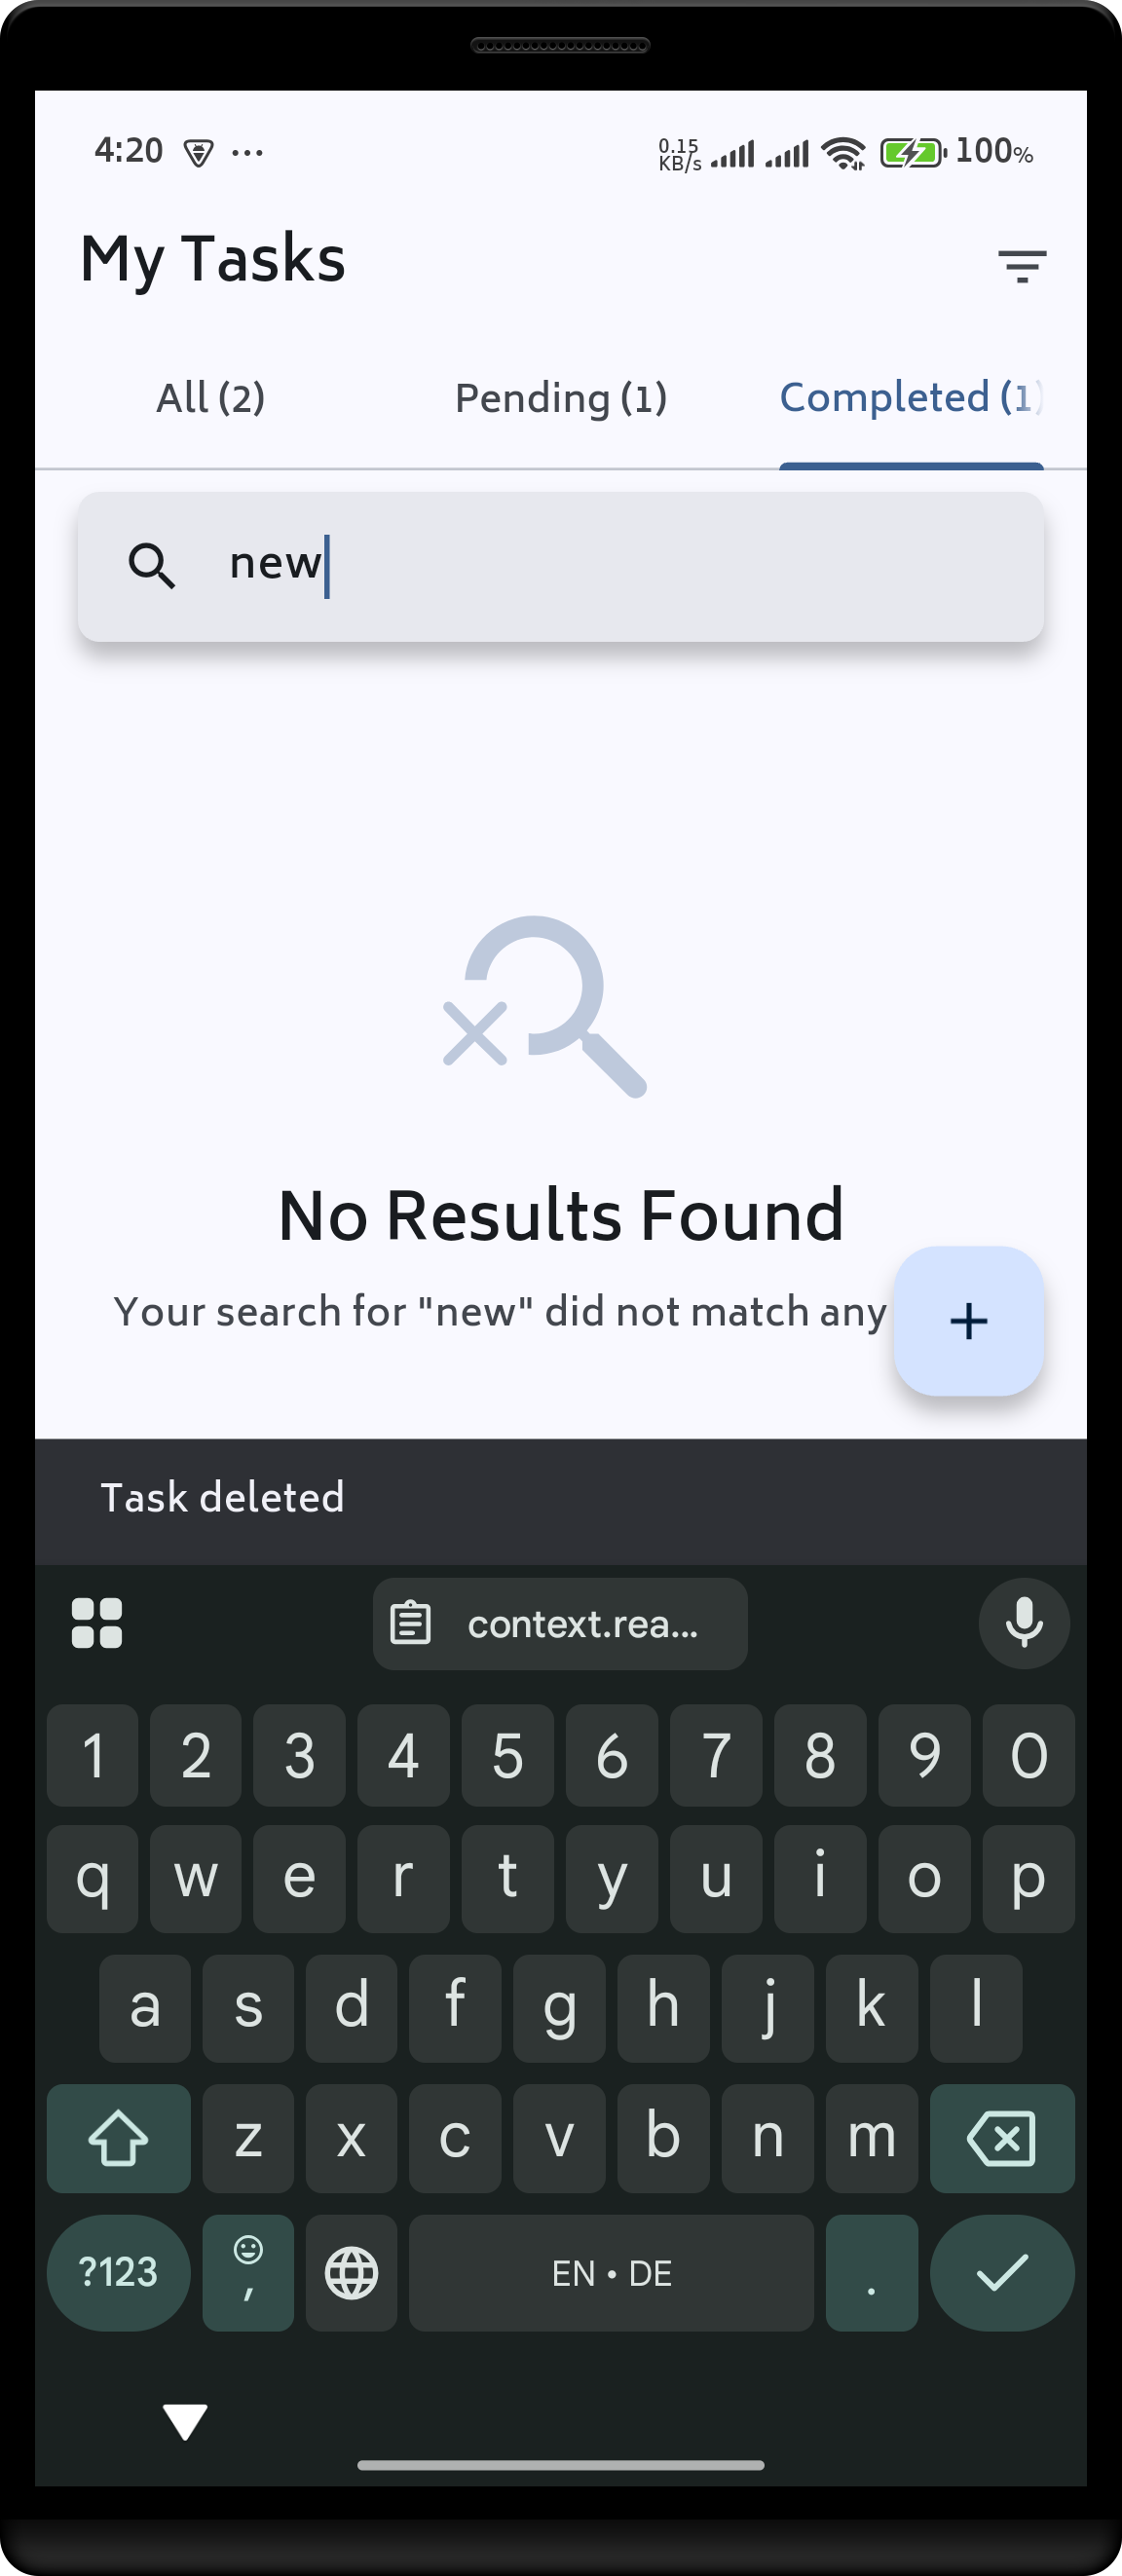 4:20 ... 0.15 KB/s 100%
My Tasks
All (2) Pending (1) Completed (1)
new
No Results Found
Your search for "new" did not match any
+
Task deleted
context.rea...
1 2 3 4 5 6 7 8 9 0
q w e r t y u i o p
a s d f g h j k l
z x c v b n m
?123 , EN • DE .